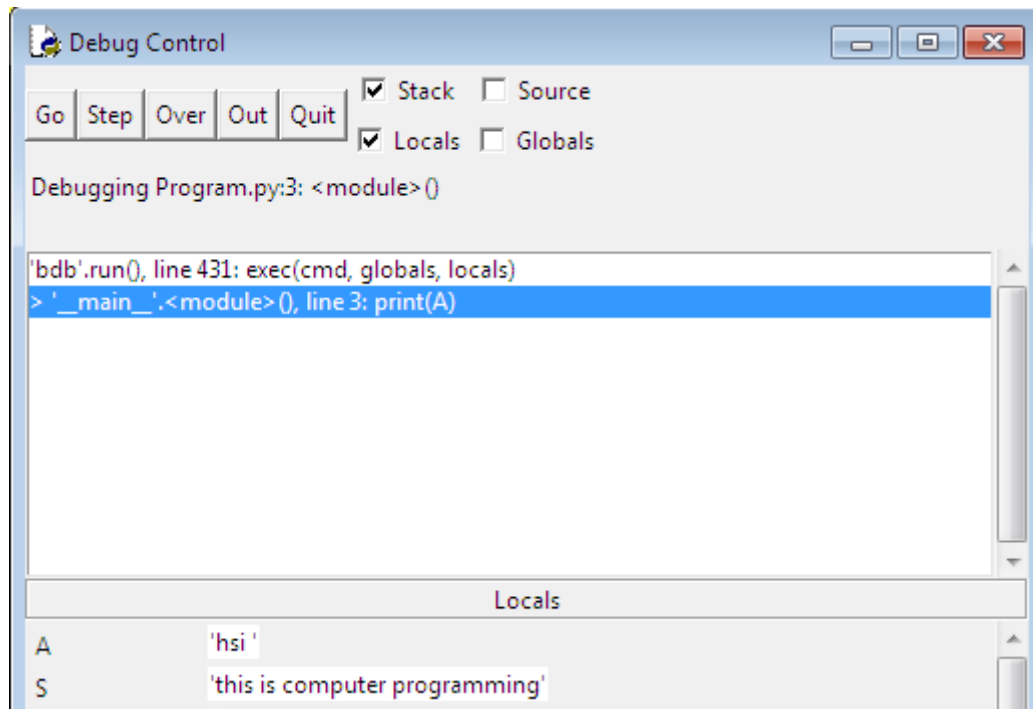 Debug Control
Go Step Over Out Quit Stack Source
Locals Globals
Debugging Program.py:3: <module>()
'bdb'.run(), line 431: exec(cmd, globals, locals)
> '__main__'.<module>(), line 3: print(A)
Locals
A 'hsi '
S 'this is computer programming'